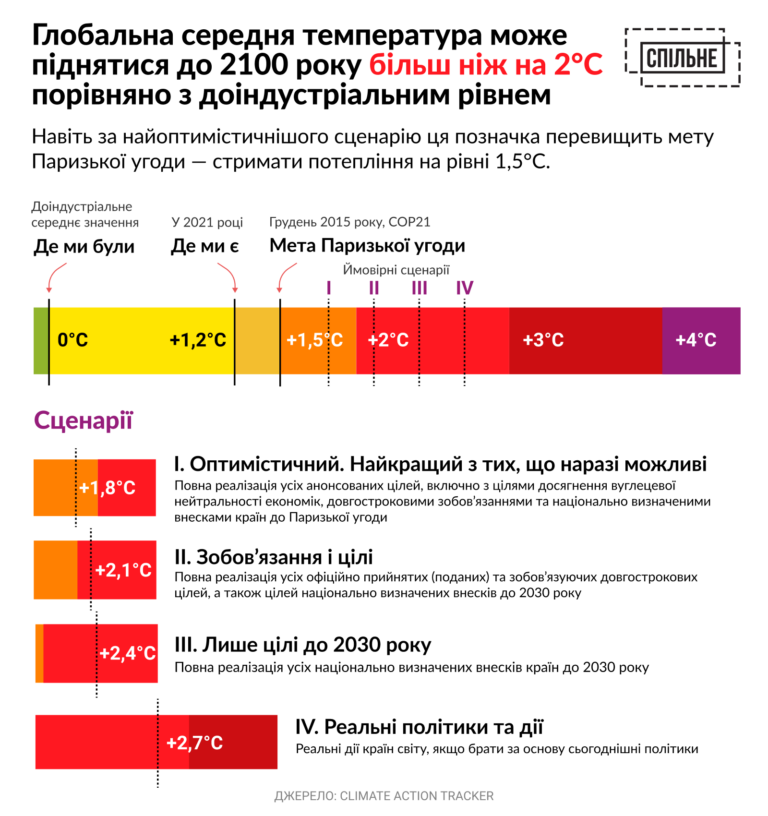 Глобальна середня температура може
піднятися до 2100 року більш ніж на 2°C
порівняно з доіндустріальним рівнем
СПІЛЬНЕ
Навіть за найоптимістичнішого сценарію ця позначка перевищить мету
Паризької угоди — стримати потепління на рівні 1,5°C.
Доіндустріальне
середнє значення
Де ми були
У 2021 році
Де ми є
Грудень 2015 року, COP21
Мета Паризької угоди
Ймовірні сценарії
I II III IV
0°C +1,2°C +1,5°C +2°C +3°C +4°C
Сценарії
+1,8°C
I. Оптимістичний. Найкращий з тих, що наразі можливі
Повна реалізація усіх анонсованих цілей, включно з цілями досягнення вуглецевої
нейтральності економік, довгостроковими зобов’язаннями та національно визначеними
внесками країн до Паризької угоди
+2,1°C
II. Зобов’язання і цілі
Повна реалізація усіх офіційно прийнятих (поданих) та зобов’язуючих довгострокових
цілей, а також цілей національно визначених внесків до 2030 року
+2,4°C
III. Лише цілі до 2030 року
Повна реалізація усіх національно визначених внесків країн до 2030 року
+2,7°C
IV. Реальні політики та дії
Реальні дії країн світу, якщо брати за основу сьогоднішні політики
ДЖЕРЕЛО: CLIMATE ACTION TRACKER